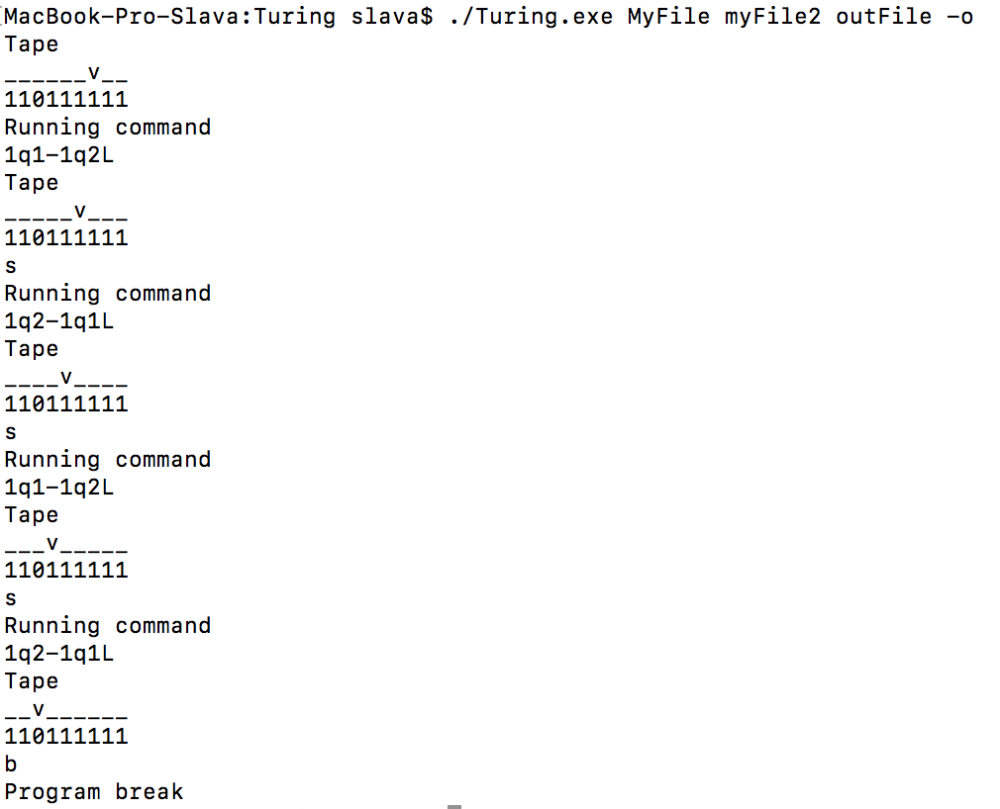 MacBook-Pro-Slava:Turing slava$ ./Turing.exe MyFile myFile2 outFile -o
Tape
______v__
110111111
Running command
1q1-1q2L
Tape
_____v___
110111111
s
Running command
1q2-1q1L
Tape
____v____
110111111
s
Running command
1q1-1q2L
Tape
___v_____
110111111
s
Running command
1q2-1q1L
Tape
__v______
110111111
b
Program break